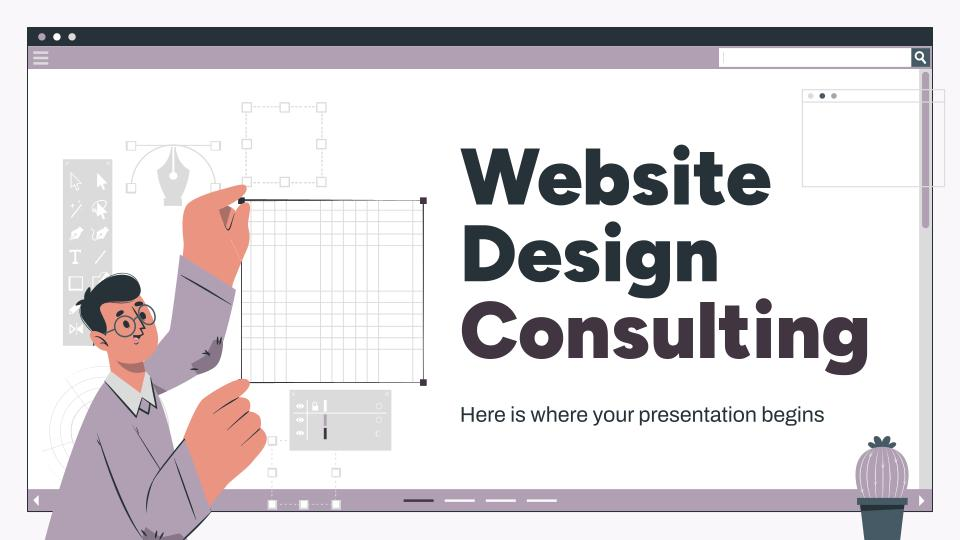 Website
Design
Consulting
Here is where your presentation begins
T